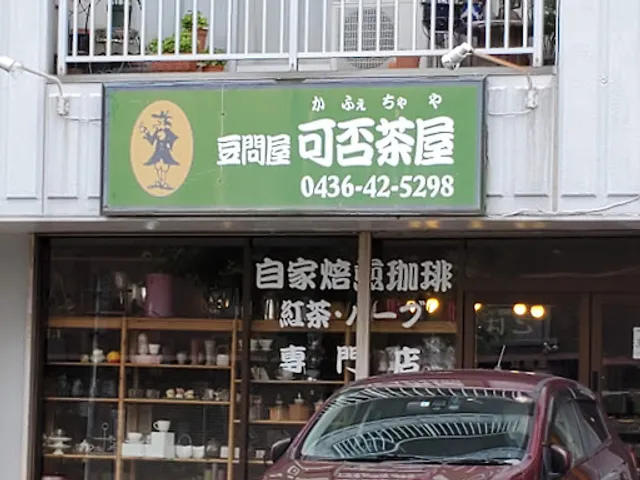 か ふぇ ちゃ や
豆問屋 可否茶屋
0436-42-5298
自家焙煎珈琲
紅茶・ハーブ
専門店